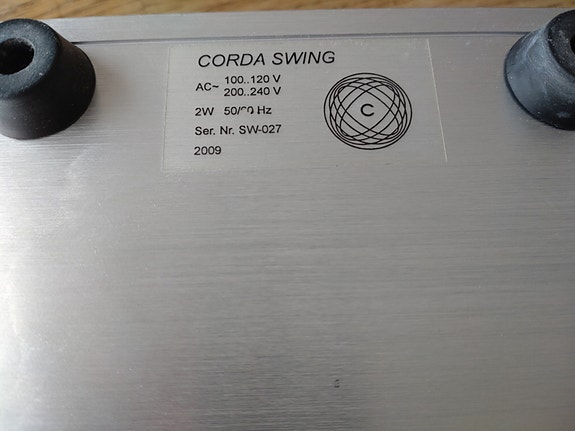 CORDA SWING
AC~ 100..120 V
200..240 V
2W 50/60 Hz
Ser. Nr. SW-027
2009
C